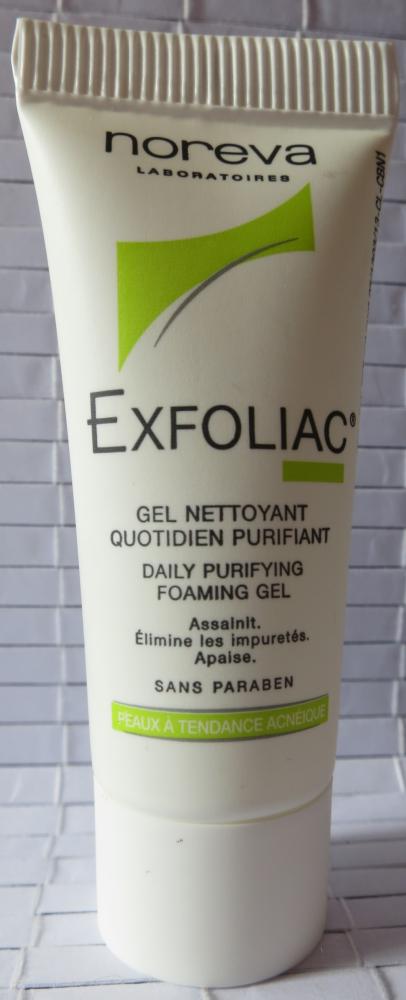 noreva
LABORATOIRES
EXFOLIAC®
GEL NETTOYANT
QUOTIDIEN PURIFIANT
DAILY PURIFYING
FOAMING GEL
Assainit.
Élimine les impuretés.
Apaise.
SANS PARABEN
PEAUX À TENDANCE ACNÉIQUE